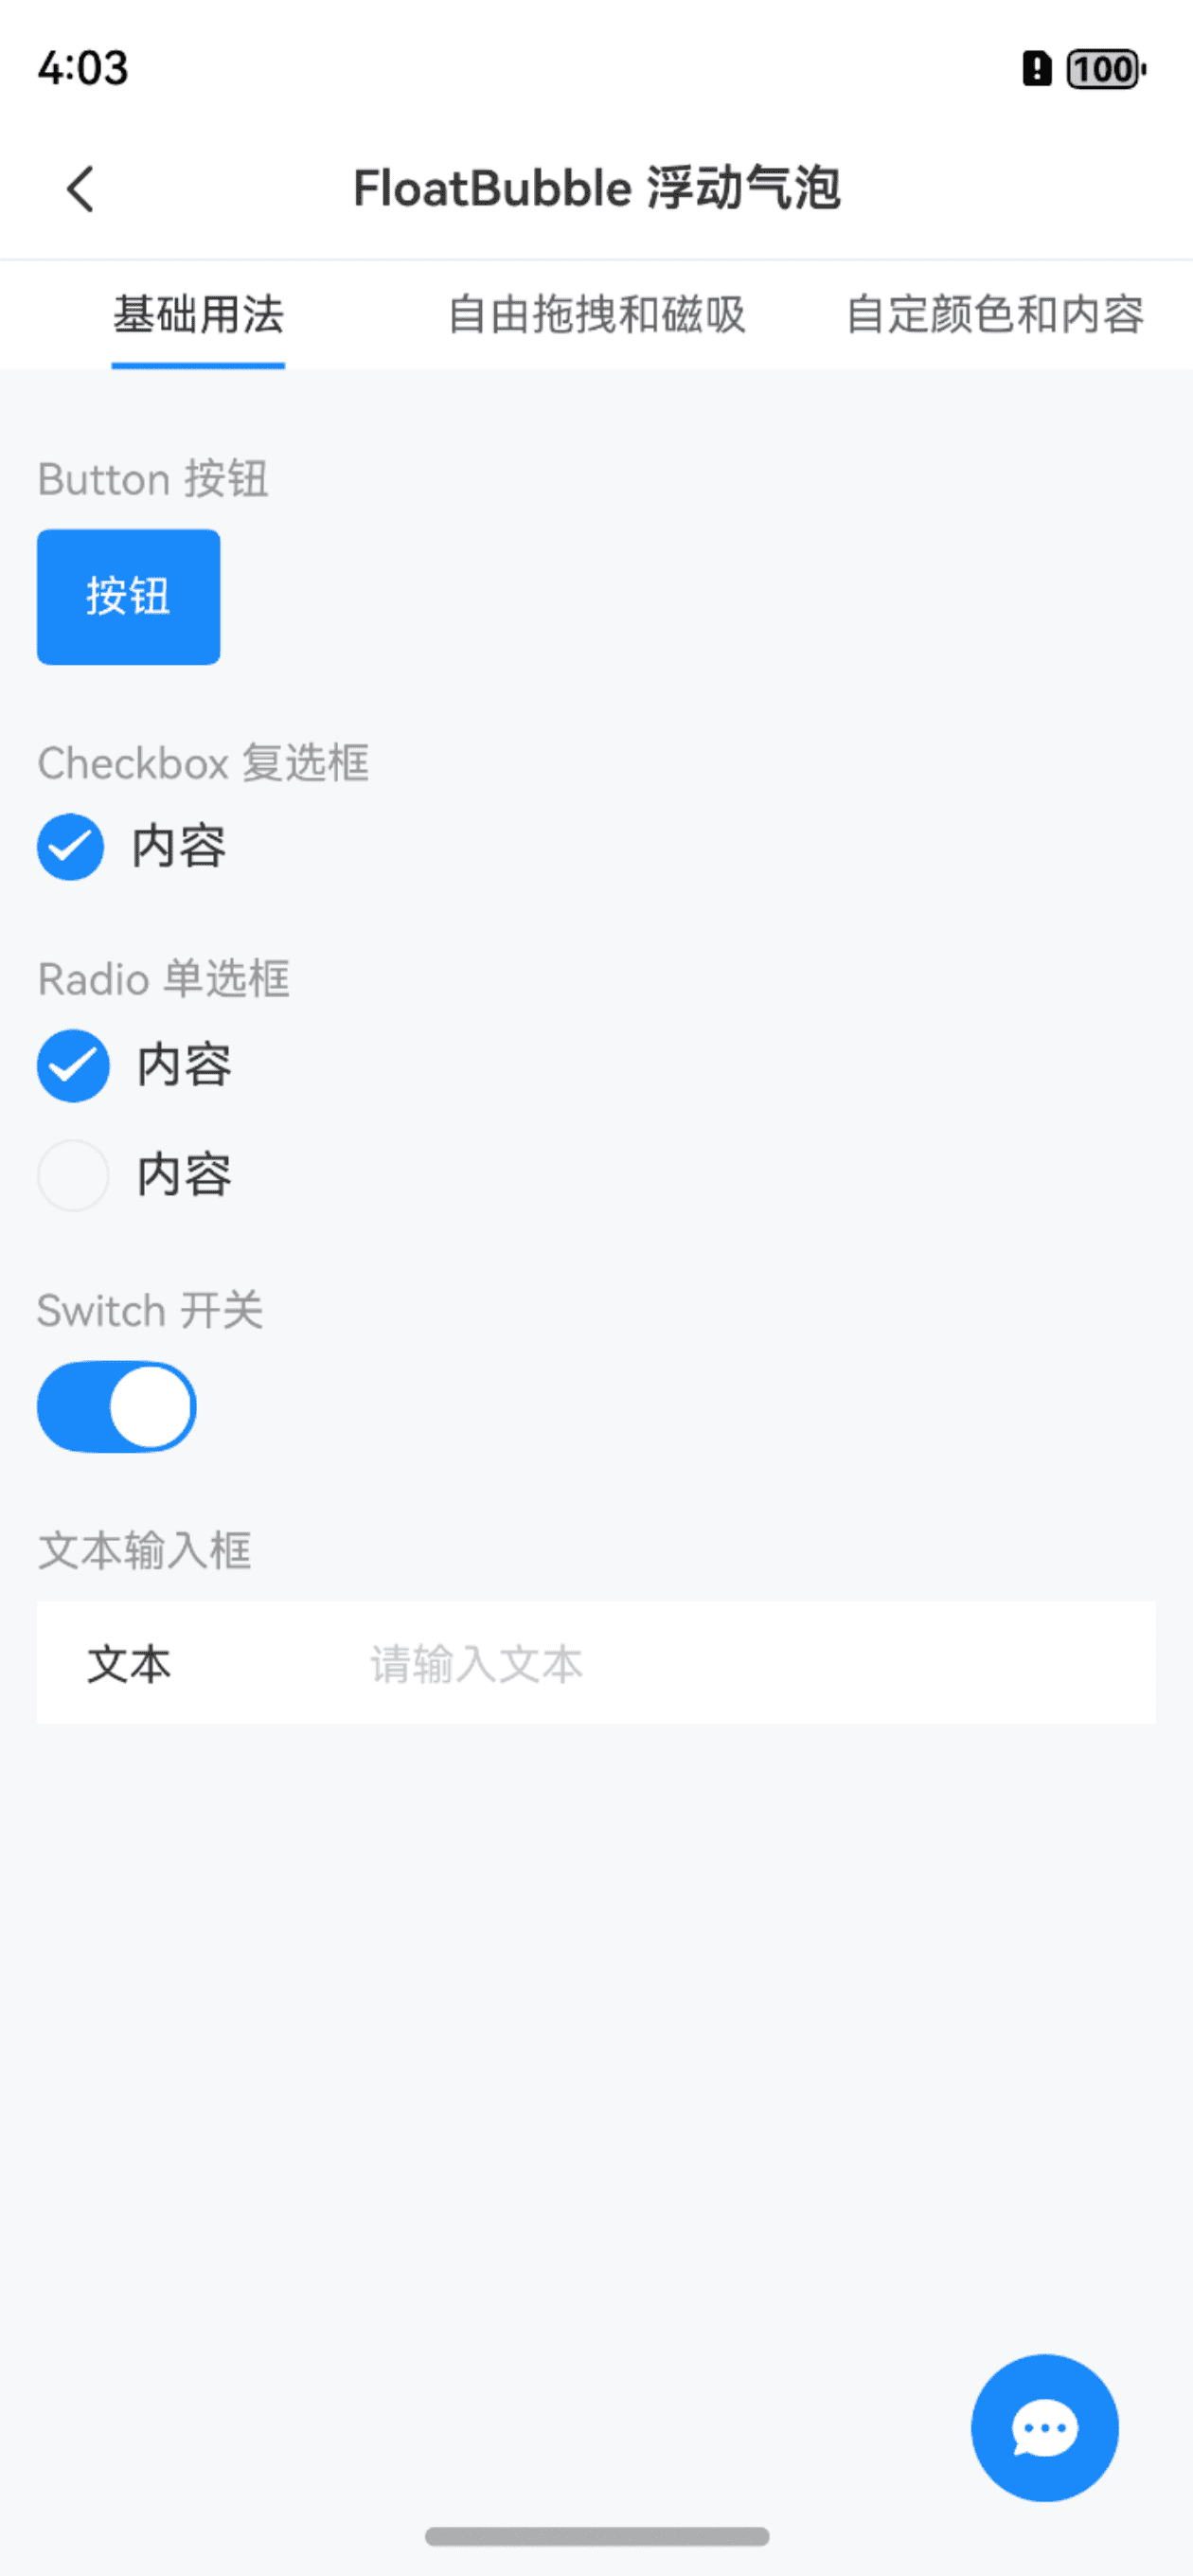 4:03
100
FloatBubble 浮动气泡
基础用法 自由拖拽和磁吸 自定颜色和内容
Button 按钮
按钮
Checkbox 复选框
内容
Radio 单选框
内容
内容
Switch 开关
文本输入框
文本 请输入文本